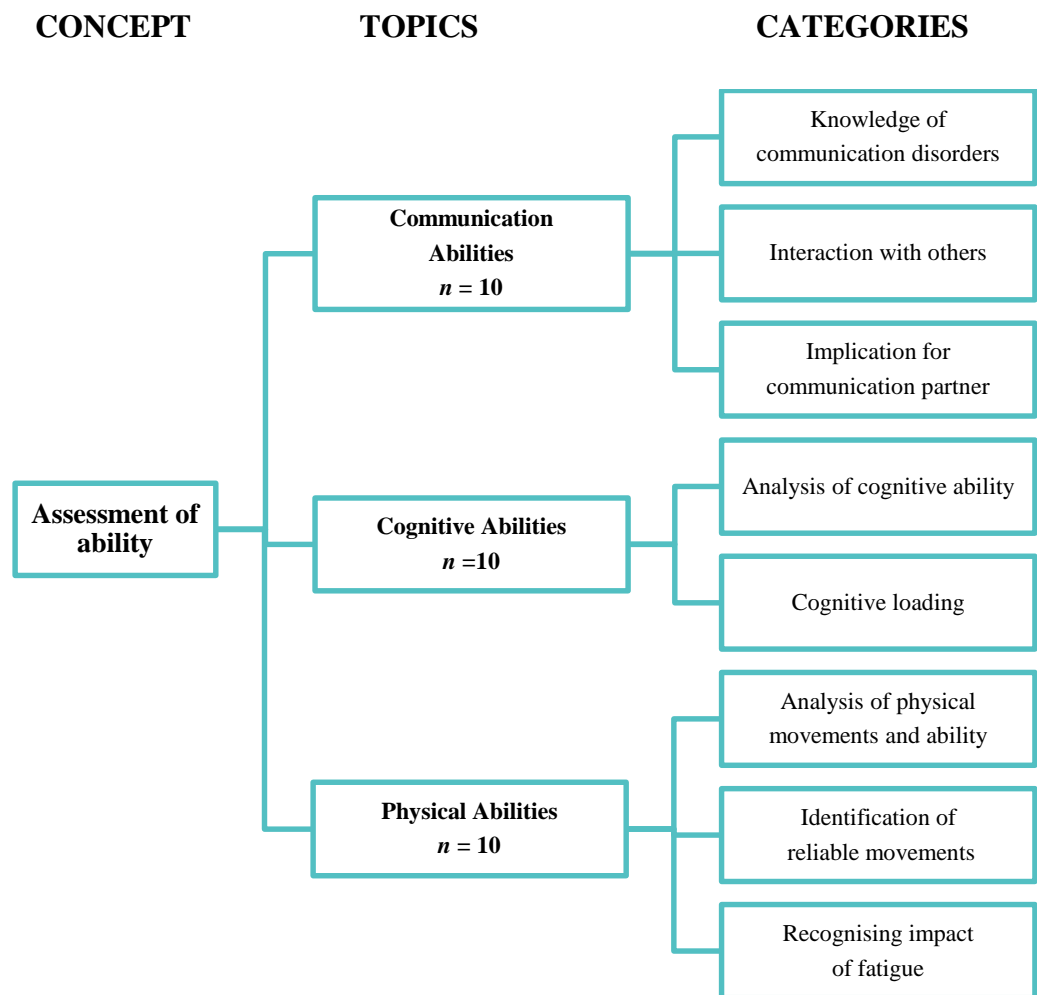 CONCEPT TOPICS CATEGORIES
Assessment of
ability
Communication
Abilities
n = 10
Knowledge of
communication disorders
Interaction with others
Implication for
communication partner
Cognitive Abilities
n =10
Analysis of cognitive ability
Cognitive loading
Physical Abilities
n = 10
Analysis of physical
movements and ability
Identification of
reliable movements
Recognising impact
of fatigue